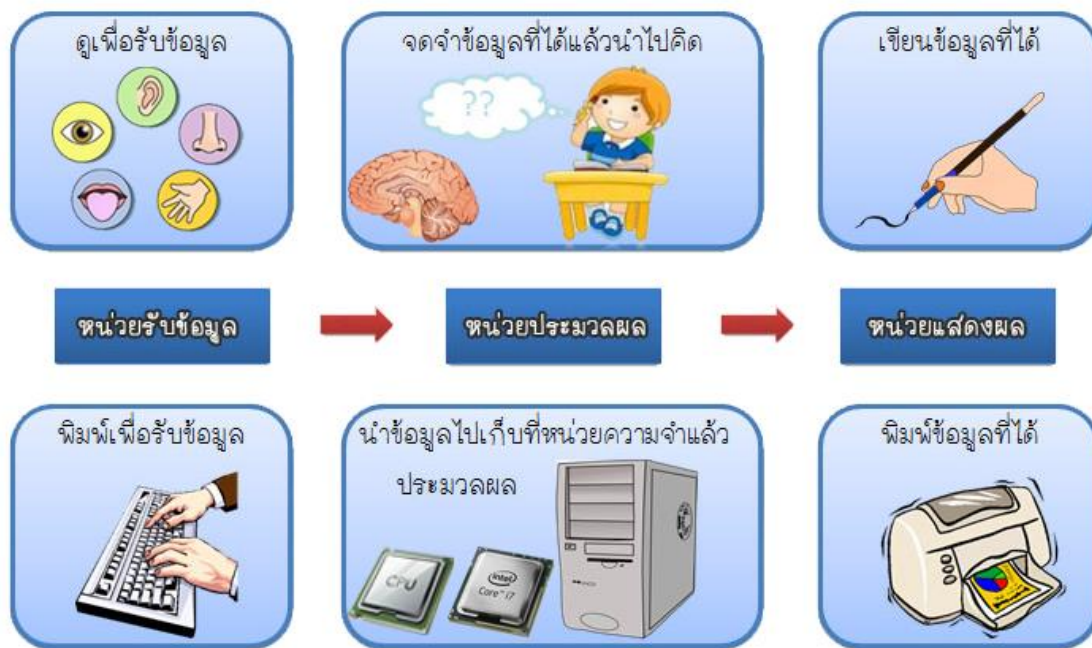 ดูเพื่อรับข้อมูล
จดจำข้อมูลที่ได้แล้วนำไปคิด
เขียนข้อมูลที่ได้
??
หน่วยรับข้อมูล
หน่วยประมวลผล
หน่วยแสดงผล
พิมพ์เพื่อรับข้อมูล
นำข้อมูลไปเก็บที่หน่วยความจำแล้ว
ประมวลผล
พิมพ์ข้อมูลที่ได้
CPU
intel
Core™ i7